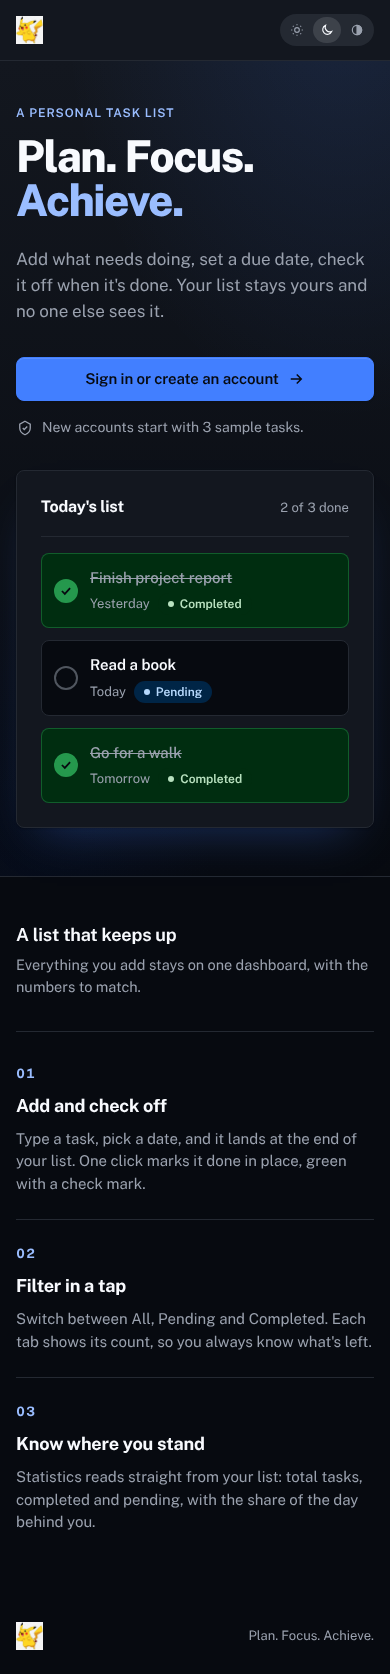 A PERSONAL TASK LIST
Plan. Focus.
Achieve.
Add what needs doing, set a due date, check
it off when it's done. Your list stays yours and
no one else sees it.
Sign in or create an account
New accounts start with 3 sample tasks.
Today's list
2 of 3 done
Finish project report
Yesterday
Completed
Read a book
Today
Pending
Go for a walk
Tomorrow
Completed
A list that keeps up
Everything you add stays on one dashboard, with the
numbers to match.
01
Add and check off
Type a task, pick a date, and it lands at the end of
your list. One click marks it done in place, green
with a check mark.
02
Filter in a tap
Switch between All, Pending and Completed. Each
tab shows its count, so you always know what's left.
03
Know where you stand
Statistics reads straight from your list: total tasks,
completed and pending, with the share of the day
behind you.
Plan. Focus. Achieve.